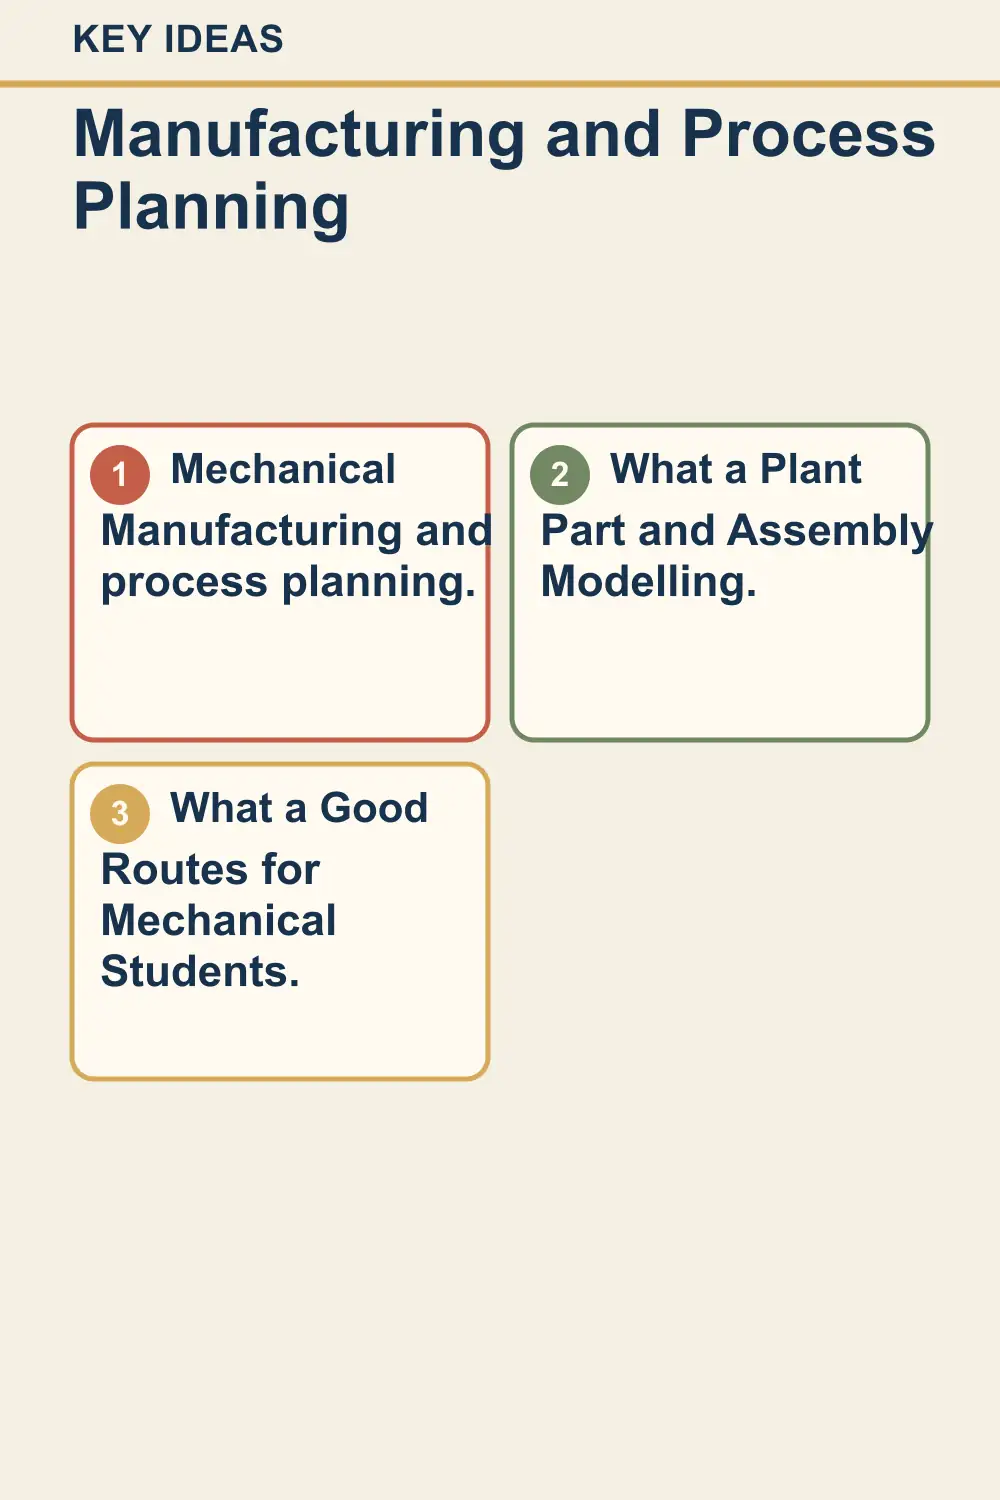 KEY IDEAS
Manufacturing and Process
Planning
1 Mechanical
Manufacturing and
process planning.
2 What a Plant
Part and Assembly
Modelling.
3 What a Good
Routes for
Mechanical
Students.